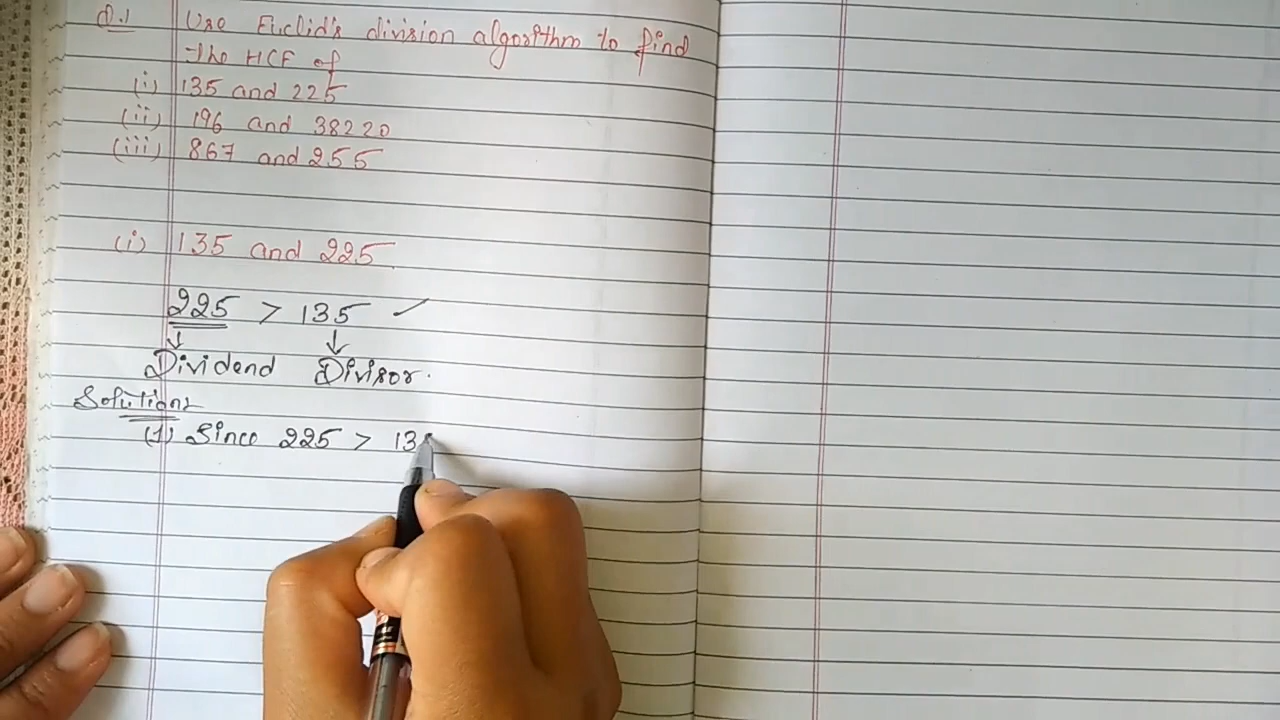 Q.1 Use Euclid's division algorithm to find
the HCF of
(i) 135 and 225
(ii) 196 and 38220
(iii) 867 and 255
(i) 135 and 225
225 > 135
↓ ↓
Dividend Divisor.
Solution:
(1) Since 225 > 13